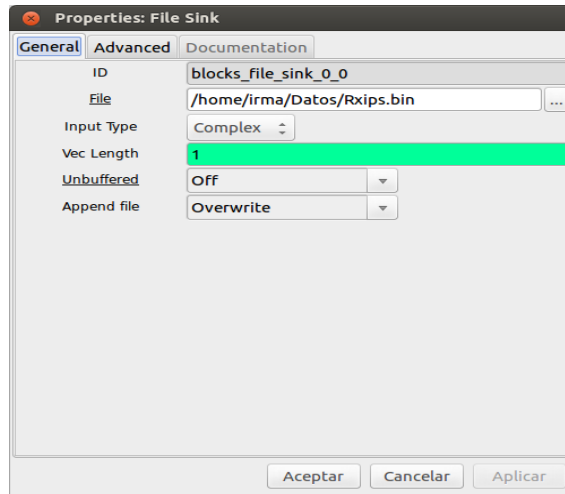 Properties: File Sink
General Advanced Documentation
ID blocks_file_sink_0_0
File /home/irma/Datos/Rxips.bin ...
Input Type Complex
Vec Length 1
Unbuffered Off
Append file Overwrite
Aceptar Cancelar Aplicar